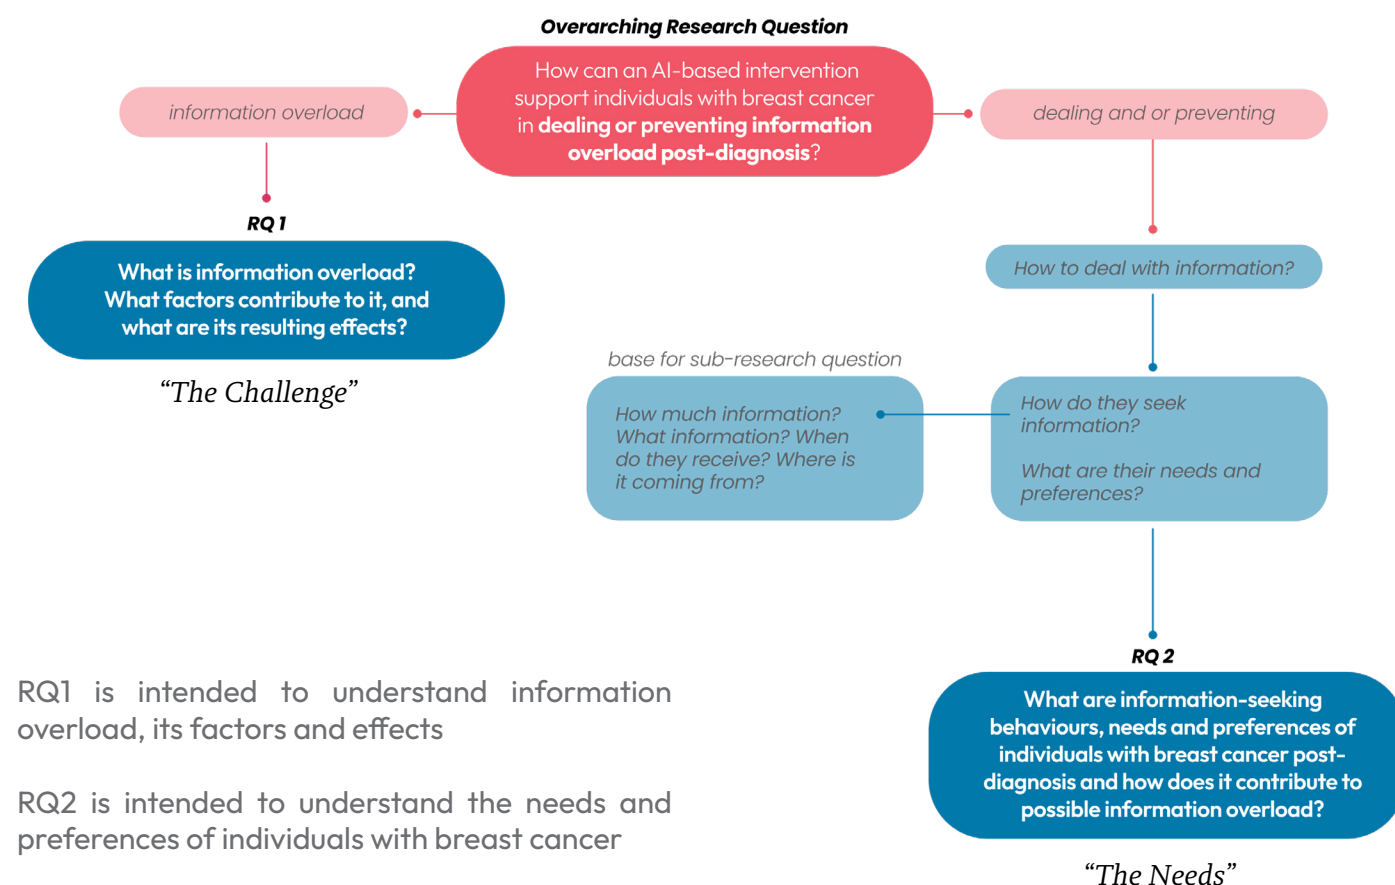 Overarching Research Question
How can an AI-based intervention
support individuals with breast cancer
in dealing or preventing information
overload post-diagnosis?
information overload
dealing and or preventing
RQ 1
What is information overload?
What factors contribute to it, and
what are its resulting effects?
“The Challenge”
How to deal with information?
base for sub-research question
How much information?
What information? When
do they receive? Where is
it coming from?
How do they seek
information?
What are their needs and
preferences?
RQ 2
What are information-seeking
behaviours, needs and preferences of
individuals with breast cancer post-
diagnosis and how does it contribute to
possible information overload?
“The Needs”
RQ1 is intended to understand information
overload, its factors and effects
RQ2 is intended to understand the needs and
preferences of individuals with breast cancer